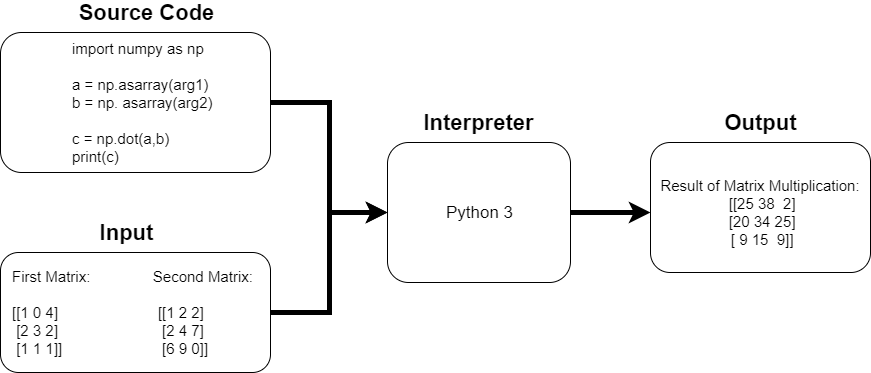 Source Code
import numpy as np
a = np.asarray(arg1)
b = np. asarray(arg2)
c = np.dot(a,b)
print(c)
Input
First Matrix:
[[1 0 4]
[2 3 2]
[1 1 1]]
Second Matrix:
[[1 2 2]
[2 4 7]
[6 9 0]]
Interpreter
Python 3
Output
Result of Matrix Multiplication:
[[25 38  2]
[20 34 25]
[ 9 15  9]]